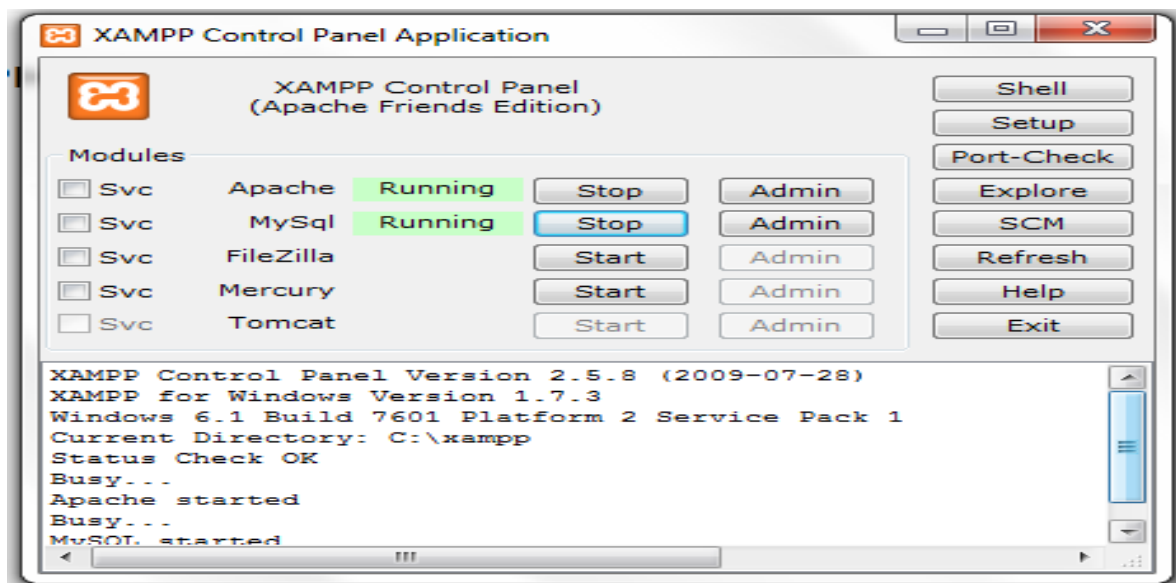 XAMPP Control Panel Application
XAMPP Control Panel
(Apache Friends Edition)
Shell
Setup
Port-Check
Explore
SCM
Refresh
Help
Exit
Modules
Svc Apache Running Stop Admin
Svc MySql Running Stop Admin
Svc FileZilla Start Admin
Svc Mercury Start Admin
Svc Tomcat Start Admin
XAMPP Control Panel Version 2.5.8 (2009-07-28)
XAMPP for Windows Version 1.7.3
Windows 6.1 Build 7601 Platform 2 Service Pack 1
Current Directory: C:\xampp
Status Check OK
Busy...
Apache started
Busy...
MySQL started